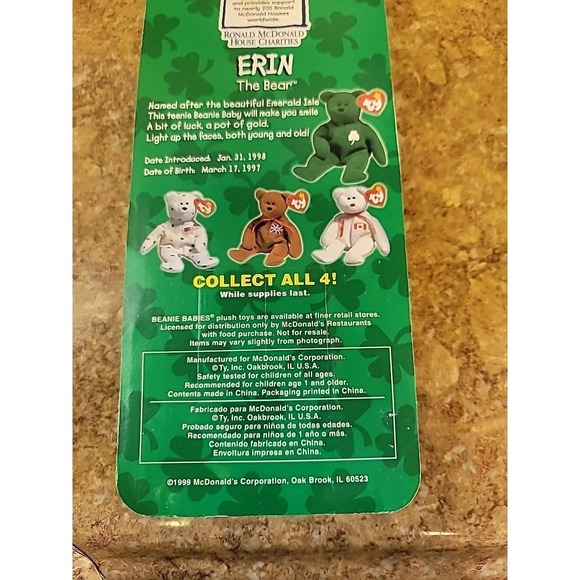 and provides support
to nearly 200 Ronald
McDonald Houses
worldwide.
RONALD MCDONALD
HOUSE CHARITIES
ERIN
The Bear™
Named after the beautiful Emerald Isle
This teenie Beanie Baby will make you smile
A bit of luck, a pot of gold,
Light up the faces, both young and old!
Date Introduced: Jan. 31, 1998
Date of Birth: March 17, 1997
ty
ty
ty
ty
COLLECT ALL 4!
While supplies last.
BEANIE BABIES® plush toys are available at finer retail stores.
Licensed for distribution only by McDonald's Restaurants
with food purchase. Not for resale.
Items may vary slightly from photograph.
Manufactured for McDonald's Corporation.
©Ty, Inc. Oakbrook, IL U.S.A.
Safety tested for children of all ages.
Recommended for children age 1 and older.
Contents made in China. Packaging printed in China.
Fabricado para McDonald's Corporation.
©Ty, Inc. Oakbrook, IL U.S.A.
Probado seguro para niños de todas edades.
Recomendado para niños de 1 año o más.
Contenido fabricado en China.
Envoltura impresa en China.
©1999 McDonald's Corporation, Oak Brook, IL 60523